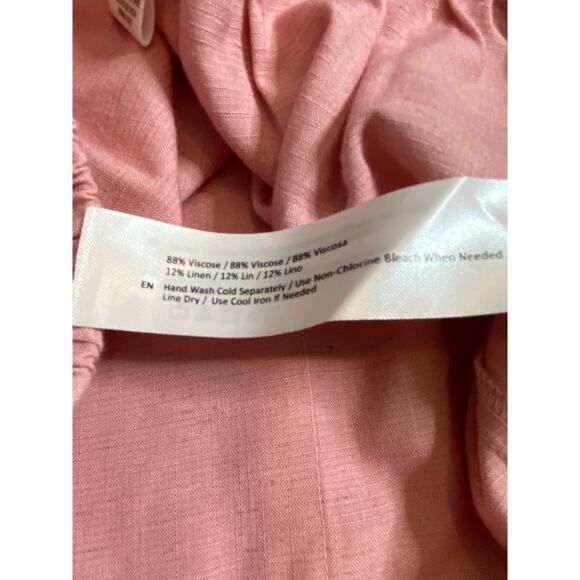 88% Viscose / 88% Viscose / 88% Viscosa
12% Linen / 12% Lin / 12% Lino
EN Hand Wash Cold Separately / Use Non-Chlorine Bleach When Needed
Line Dry / Use Cool Iron If Needed